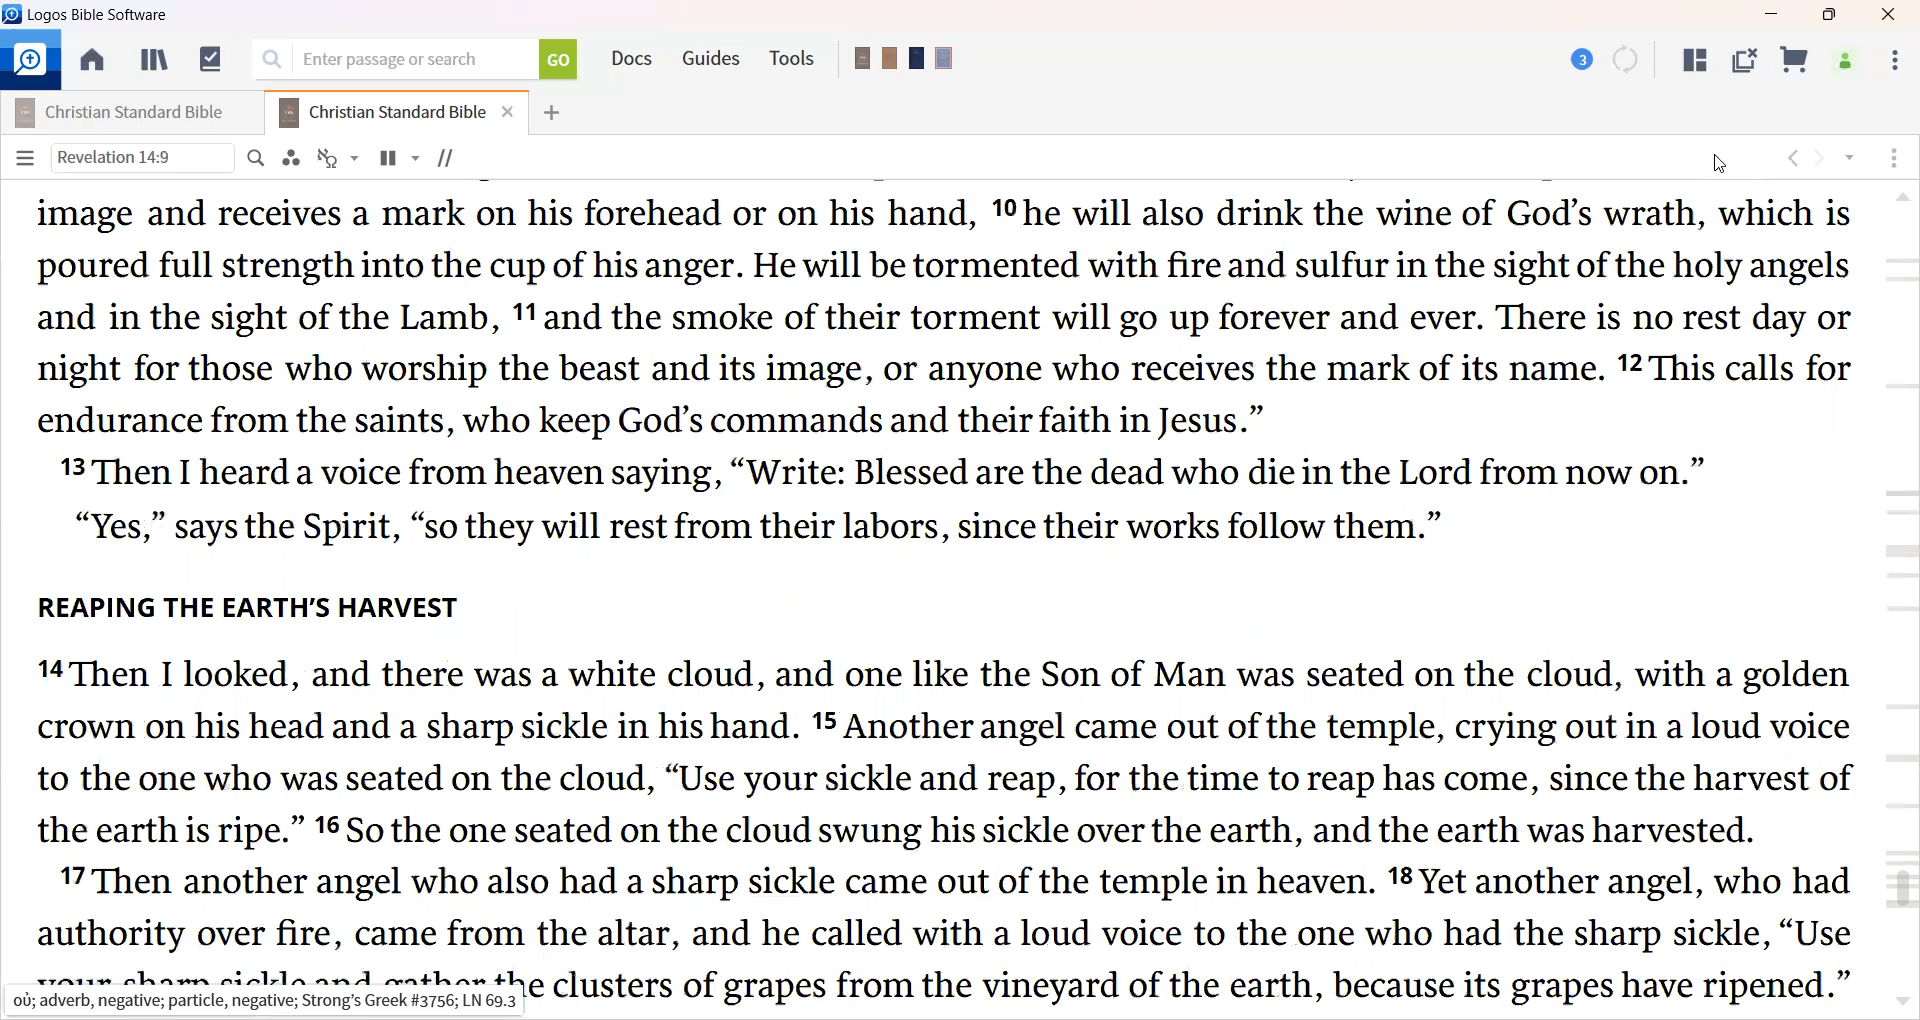 Logos Bible Software
Enter passage or search GO Docs Guides Tools 3
Christian Standard Bible Christian Standard Bible
Revelation 14:9
image and receives a mark on his forehead or on his hand, 10 he will also drink the wine of God’s wrath, which is
poured full strength into the cup of his anger. He will be tormented with fire and sulfur in the sight of the holy angels
and in the sight of the Lamb, 11 and the smoke of their torment will go up forever and ever. There is no rest day or
night for those who worship the beast and its image, or anyone who receives the mark of its name. 12 This calls for
endurance from the saints, who keep God’s commands and their faith in Jesus.”
13 Then I heard a voice from heaven saying, “Write: Blessed are the dead who die in the Lord from now on.”
“Yes,” says the Spirit, “so they will rest from their labors, since their works follow them.”
REAPING THE EARTH’S HARVEST
14 Then I looked, and there was a white cloud, and one like the Son of Man was seated on the cloud, with a golden
crown on his head and a sharp sickle in his hand. 15 Another angel came out of the temple, crying out in a loud voice
to the one who was seated on the cloud, “Use your sickle and reap, for the time to reap has come, since the harvest of
the earth is ripe.” 16 So the one seated on the cloud swung his sickle over the earth, and the earth was harvested.
17 Then another angel who also had a sharp sickle came out of the temple in heaven. 18 Yet another angel, who had
authority over fire, came from the altar, and he called with a loud voice to the one who had the sharp sickle, “Use
your sharp sickle and gather the clusters of grapes from the vineyard of the earth, because its grapes have ripened.”
οὐ; adverb, negative; particle, negative; Strong’s Greek #3756; LN 69.3